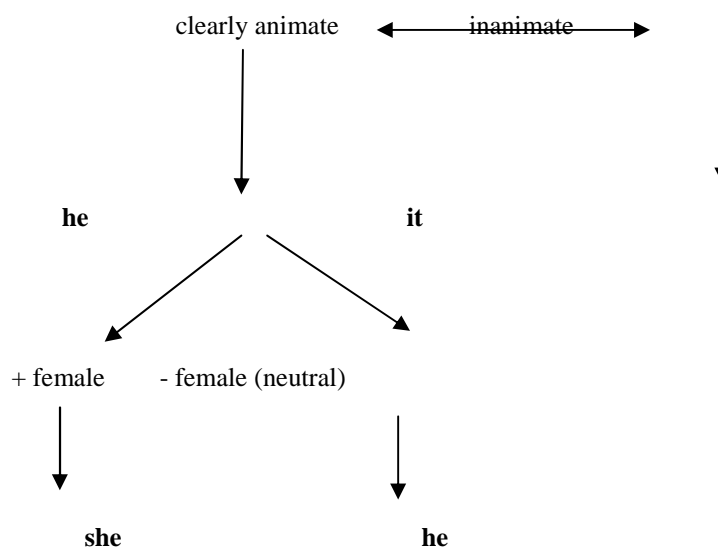 clearly animate inanimate
he it
+ female - female (neutral)
she he